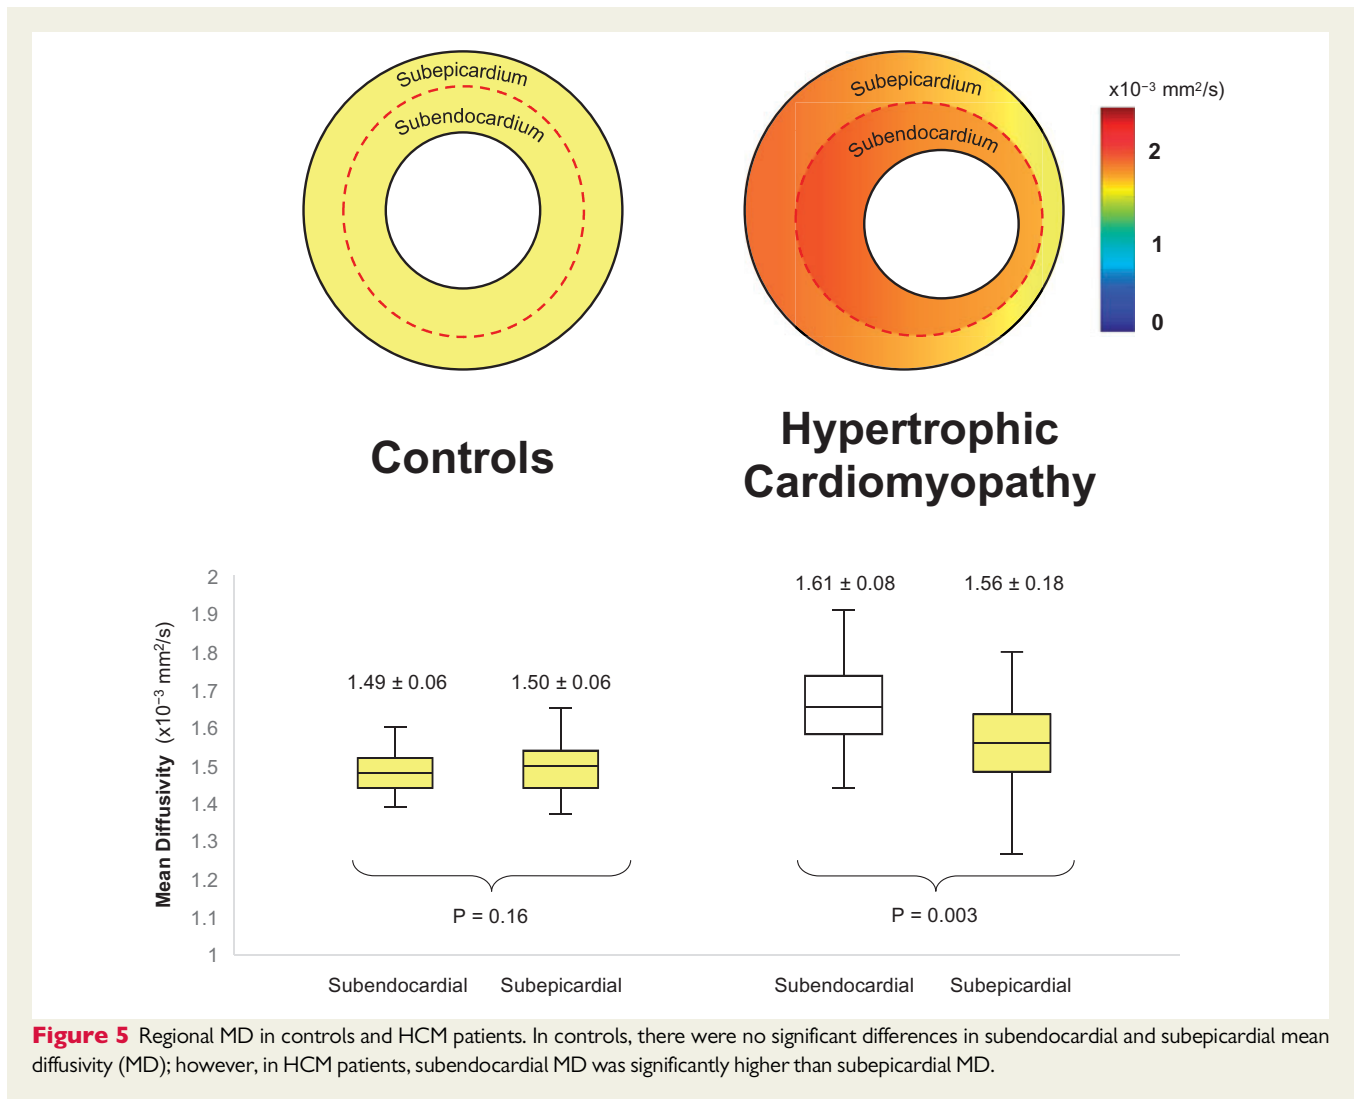 Subepicardium
Subendocardium
Subepicardium
Subendocardium
x10⁻³ mm²/s)
2
1
0
Controls
Hypertrophic
Cardiomyopathy
Mean Diffusivity (x10⁻³ mm²/s)
2
1.9
1.8
1.7
1.6
1.5
1.4
1.3
1.2
1.1
1
1.49 ± 0.06
1.50 ± 0.06
1.61 ± 0.08
1.56 ± 0.18
P = 0.16
P = 0.003
Subendocardial
Subepicardial
Subendocardial
Subepicardial
Figure 5 Regional MD in controls and HCM patients. In controls, there were no significant differences in subendocardial and subepicardial mean
diffusivity (MD); however, in HCM patients, subendocardial MD was significantly higher than subepicardial MD.